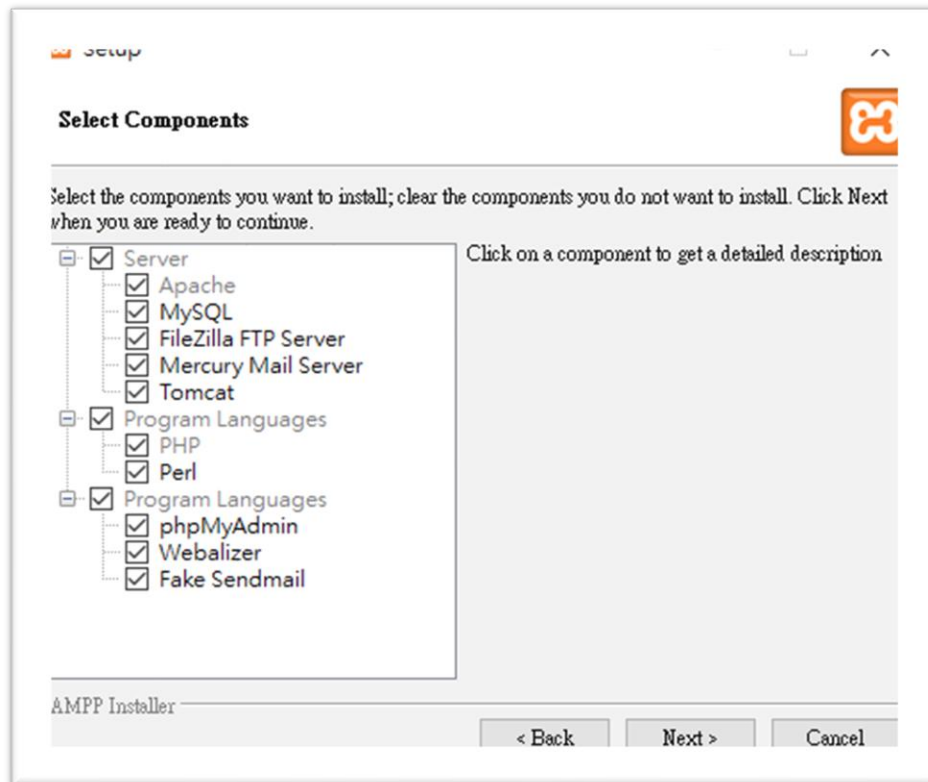 Setup
Select Components
Select the components you want to install; clear the components you do not want to install. Click Next
when you are ready to continue.
Server
Apache
MySQL
FileZilla FTP Server
Mercury Mail Server
Tomcat
Program Languages
PHP
Perl
Program Languages
phpMyAdmin
Webalizer
Fake Sendmail
Click on a component to get a detailed description
AMPP Installer
< Back
Next >
Cancel